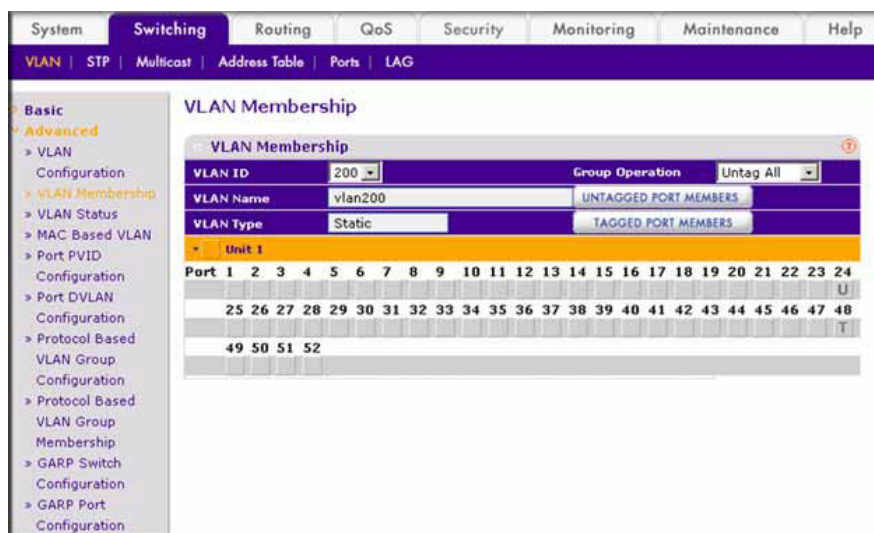 System Switching Routing QoS Security Monitoring Maintenance Help
VLAN | STP | Multicast | Address Table | Ports | LAG
Basic
Advanced
» VLAN
Configuration
» VLAN Membership
» VLAN Status
» MAC Based VLAN
» Port PVID
Configuration
» Port DVLAN
Configuration
» Protocol Based
VLAN Group
Configuration
» Protocol Based
VLAN Group
Membership
» GARP Switch
Configuration
» GARP Port
Configuration
VLAN Membership
VLAN Membership ?
VLAN ID 200 Group Operation Untag All
VLAN Name vlan200 UNTAGGED PORT MEMBERS
VLAN Type Static TAGGED PORT MEMBERS
Unit 1
Port 1 2 3 4 5 6 7 8 9 10 11 12 13 14 15 16 17 18 19 20 21 22 23 24
U
25 26 27 28 29 30 31 32 33 34 35 36 37 38 39 40 41 42 43 44 45 46 47 48
T
49 50 51 52